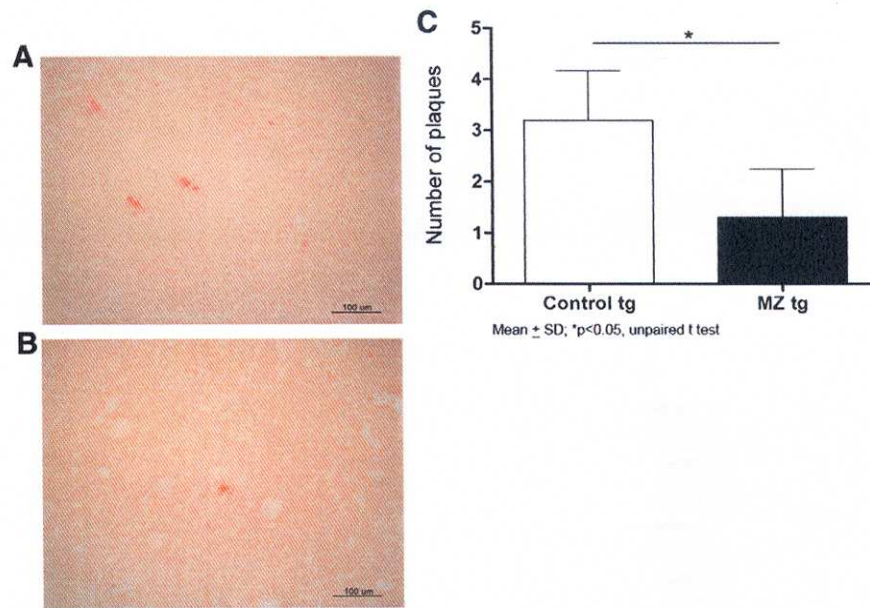 A
100 um
B
100 um
C
*
Number of plaques
5
4
3
2
1
0
Control tg
MZ tg
Mean ± SD; *p<0.05, unpaired t test